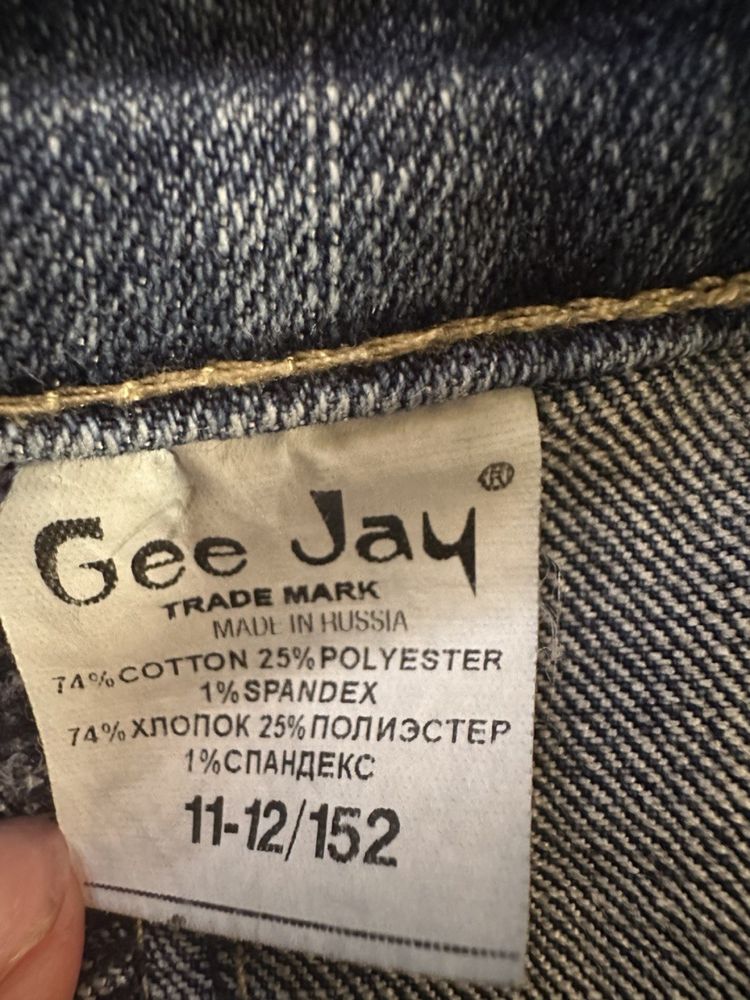 Gee Jay ®
TRADE MARK
MADE IN RUSSIA
74%COTTON 25%POLYESTER
1%SPANDEX
74%ХЛОПОК 25%ПОЛИЭСТЕР
1%СПАНДЕКС
11-12/152